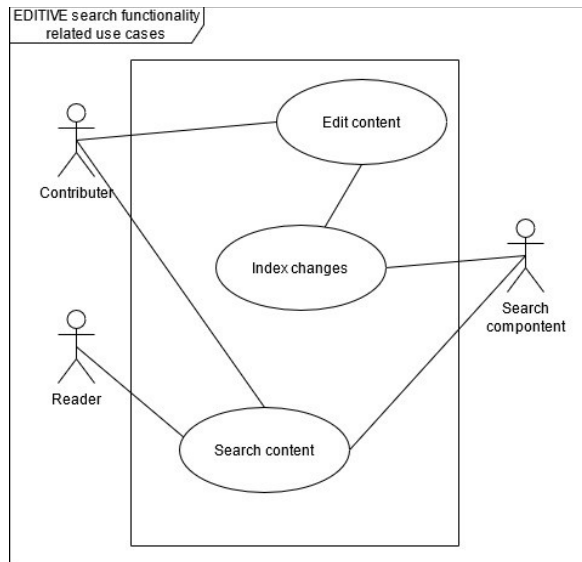 EDITIVE search functionality
related use cases
Edit content
Contributer
Index changes
Search
compontent
Reader
Search content